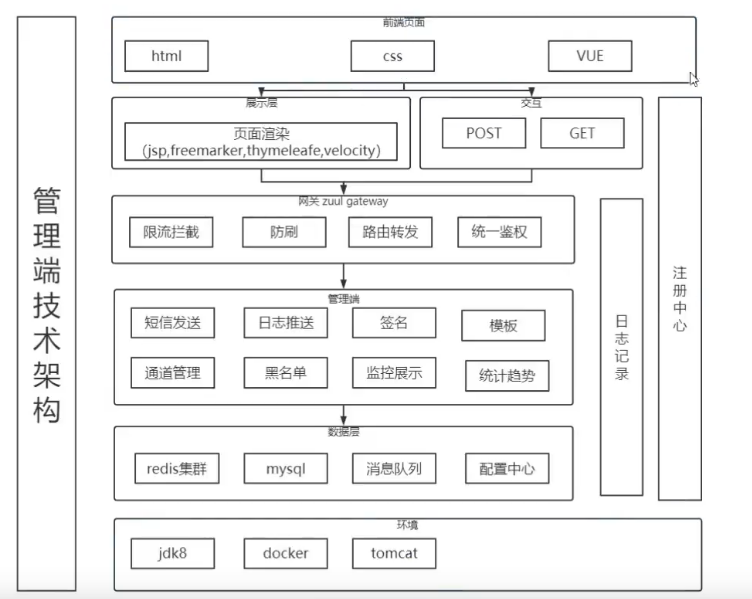 管理端技术架构
前端页面
html
css
VUE
展示层
页面渲染
（jsp,freemarker,thymeleafe,velocity）
交互
POST
GET
网关 zuul gateway
限流拦截
防刷
路由转发
统一鉴权
管理端
短信发送
日志推送
签名
模板
通道管理
黑名单
监控展示
统计趋势
数据层
redis集群
mysql
消息队列
配置中心
日志记录
注册中心
环境
jdk8
docker
tomcat